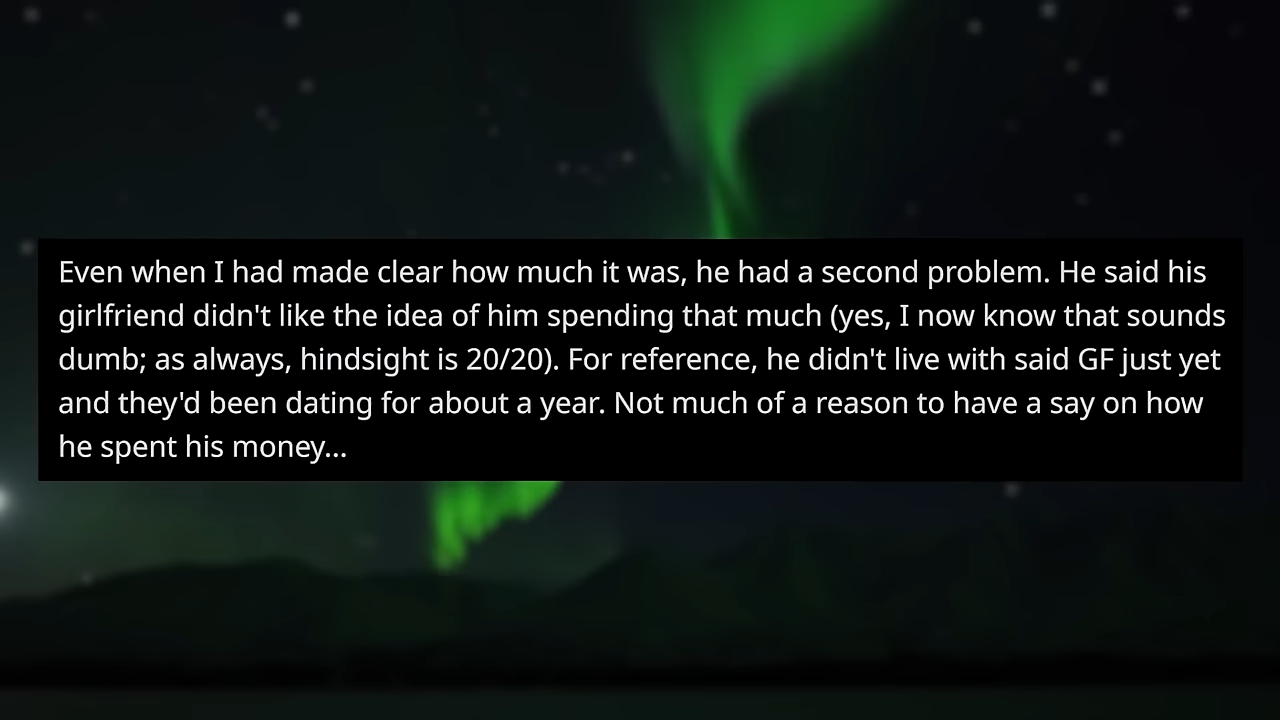 Even when I had made clear how much it was, he had a second problem. He said his
girlfriend didn't like the idea of him spending that much (yes, I now know that sounds
dumb; as always, hindsight is 20/20). For reference, he didn't live with said GF just yet
and they'd been dating for about a year. Not much of a reason to have a say on how
he spent his money...